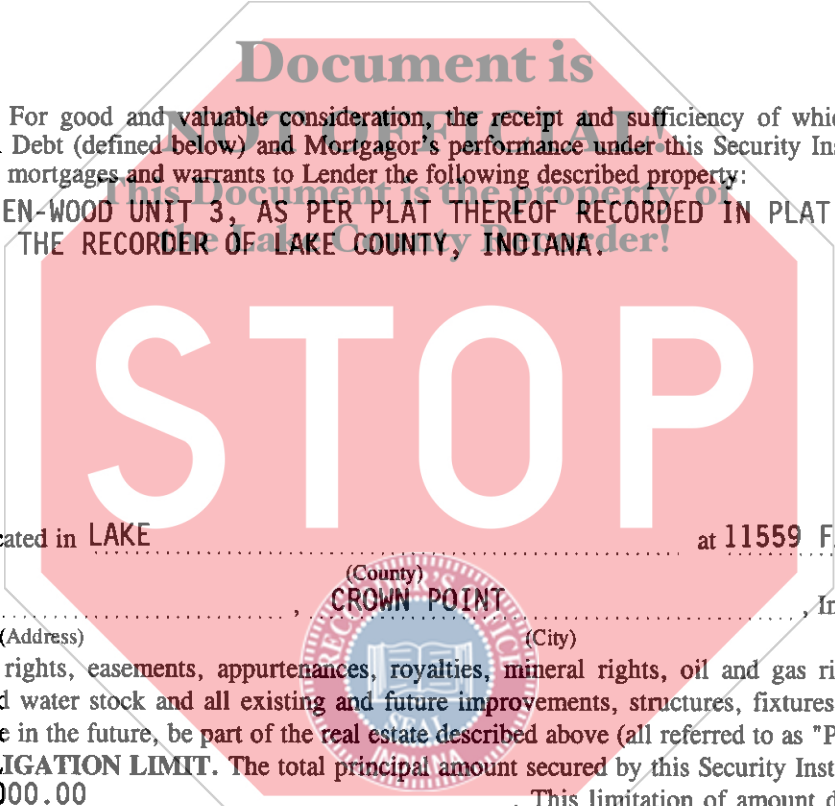 Document is
For good and valuable consideration, the receipt and sufficiency of whi
NOT OFFICIAL!
Debt (defined below) and Mortgagor's performance under this Security Ins
mortgages and warrants to Lender the following described property:
This Document is the property of
EN-WOOD UNIT 3, AS PER PLAT THEREOF RECORDED IN PLAT
the Lake County Recorder!
THE RECORDER OF LAKE COUNTY, INDIANA.
STOP
cated in LAKE at 11559 F
(County)
, CROWN POINT , In
(Address) (City)
rights, easements, appurtenances, royalties, mineral rights, oil and gas ri
d water stock and all existing and future improvements, structures, fixtures
e in the future, be part of the real estate described above (all referred to as "P
LIGATION LIMIT. The total principal amount secured by this Security Inst
000.00 . This limitation of amount d
RECORDER'S OFFICE
SEAL
INDIANA